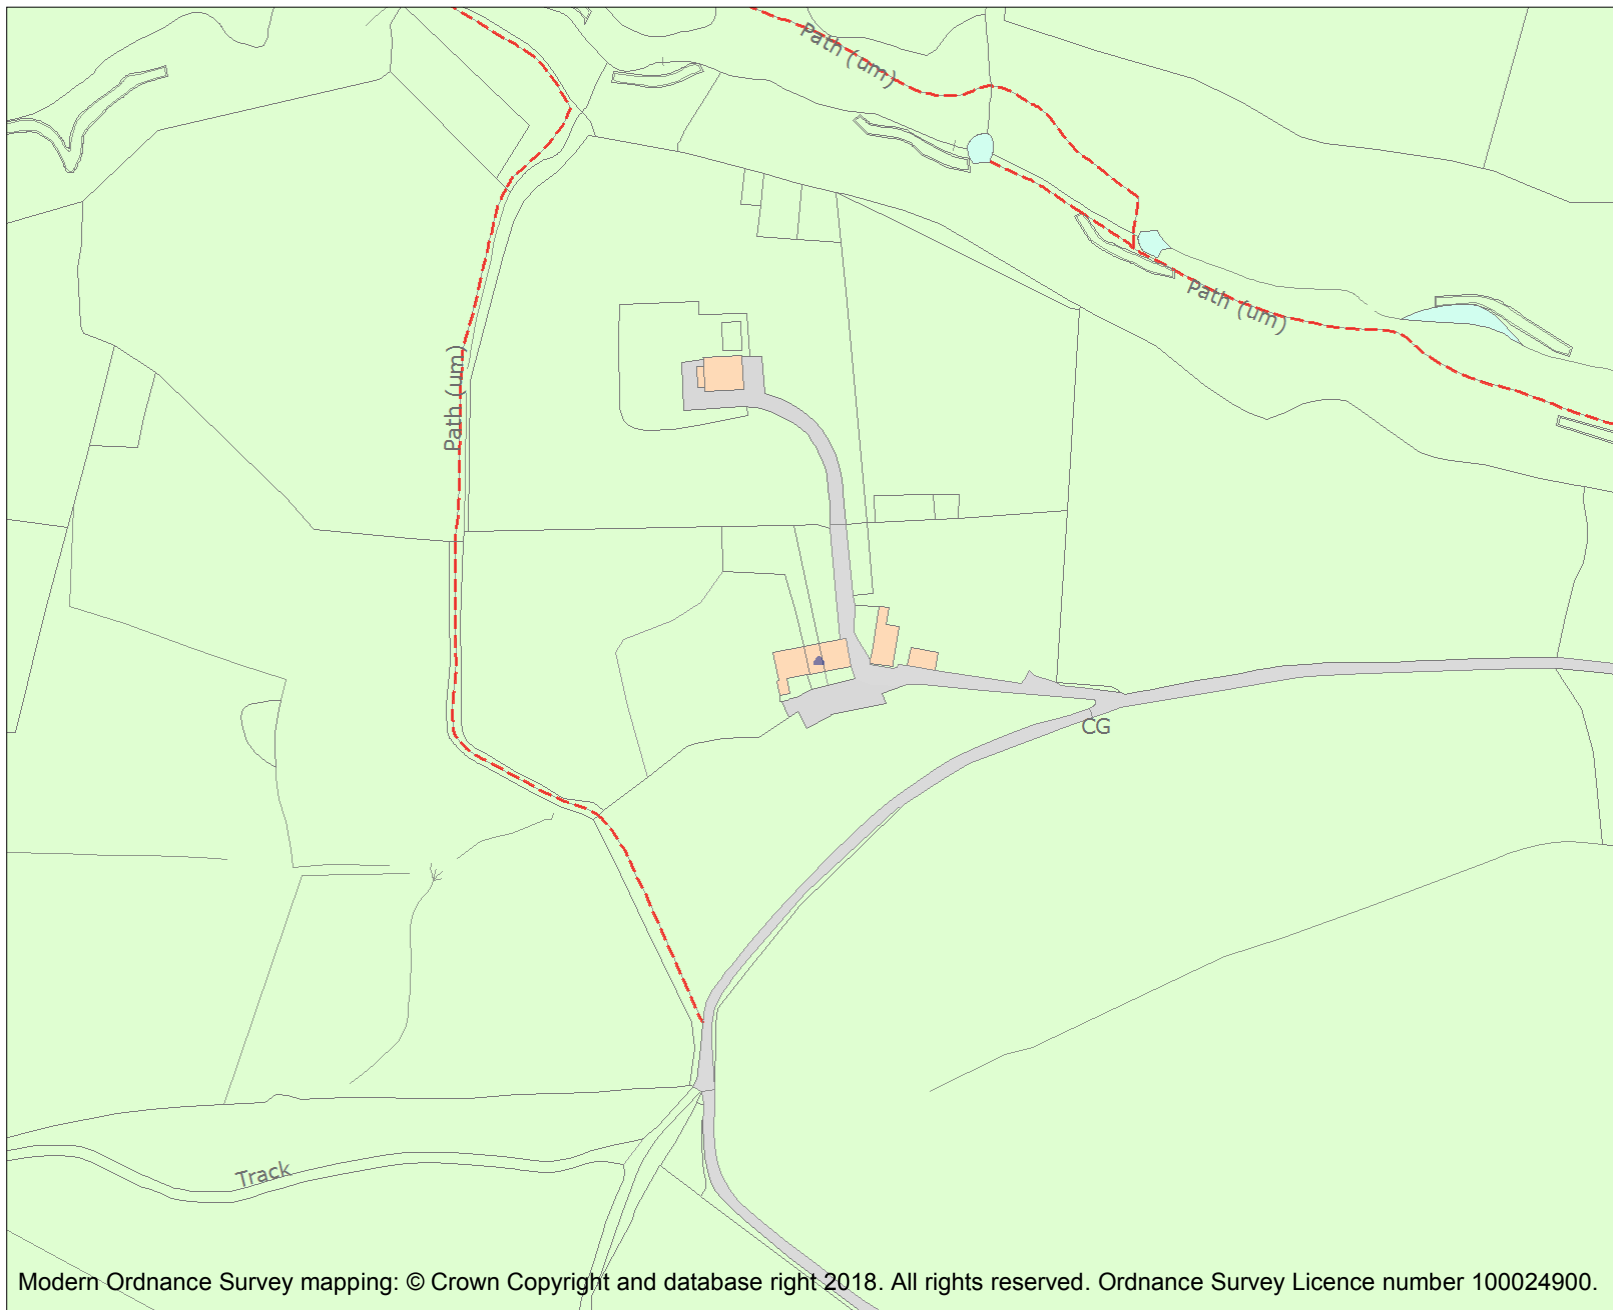 Path (um)
Path (um)
Path (um)
CG
Track
Modern Ordnance Survey mapping: © Crown Copyright and database right 2018. All rights reserved. Ordnance Survey Licence number 100024900.